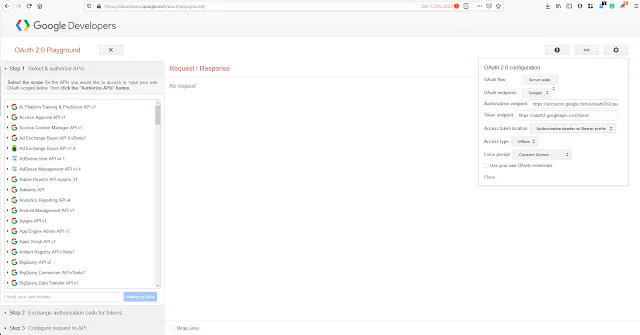 https://developers.google.com/oauthplayground/
DEF CON 2020
Google Developers
OAuth 2.0 Playground
Step 1 Select & authorize APIs
Select the scope for the APIs you would like to access or input your own
OAuth scopes below. Then click the "Authorize APIs" button.
AI Platform Training & Prediction API v1
Access Approval API v1
Access Context Manager API v1
Ad Exchange Buyer API II v2beta1
Ad Exchange Buyer API v1.4
AdSense Host API v4.1
AdSense Management API v1.4
Admin Reports API reports_v1
Adwords API
Analytics Reporting API v4
Android Management API v1
Apigee API v1
App Engine Admin API v1
Apps Script API v1
Artifact Registry API v1beta1
BigQuery API v2
BigQuery Connection API v1beta1
BigQuery Data Transfer API v1
Input your own scopes
Authorize APIs
Step 2 Exchange authorization code for tokens
Step 3 Configure request to API
Request / Response
No request
Wrap Lines
OAuth 2.0 configuration
OAuth flow: Server-side
OAuth endpoints: Google
Authorization endpoint: https://accounts.google.com/o/oauth2/v2/au
Token endpoint: https://oauth2.googleapis.com/token
Access token location: Authorization header w/ Bearer prefix
Access type: Offline
Force prompt: Consent Screen
Use your own OAuth credentials
Close